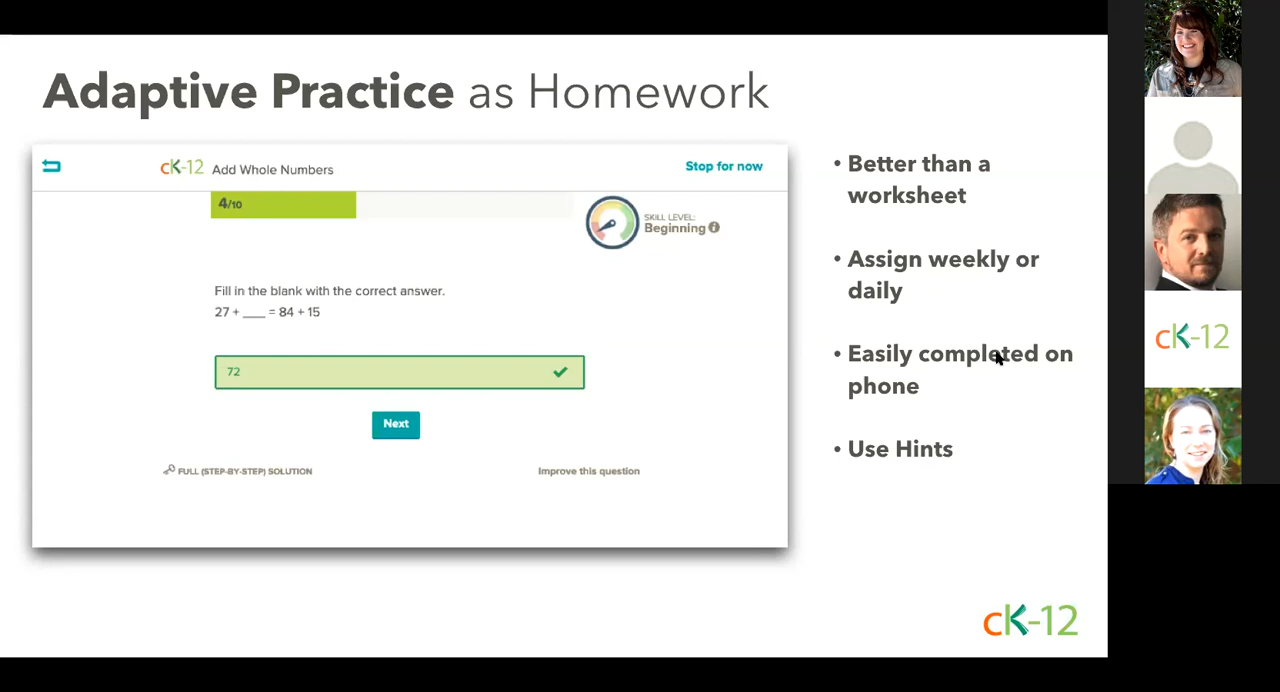 Adaptive Practice as Homework
cK-12 Add Whole Numbers
Stop for now
4/10
SKILL LEVEL:
Beginning i
Fill in the blank with the correct answer.
27 + ___ = 84 + 15
72
Next
FULL (STEP-BY-STEP) SOLUTION
Improve this question
• Better than a
worksheet
• Assign weekly or
daily
• Easily completed on
phone
• Use Hints
cK-12
cK-12